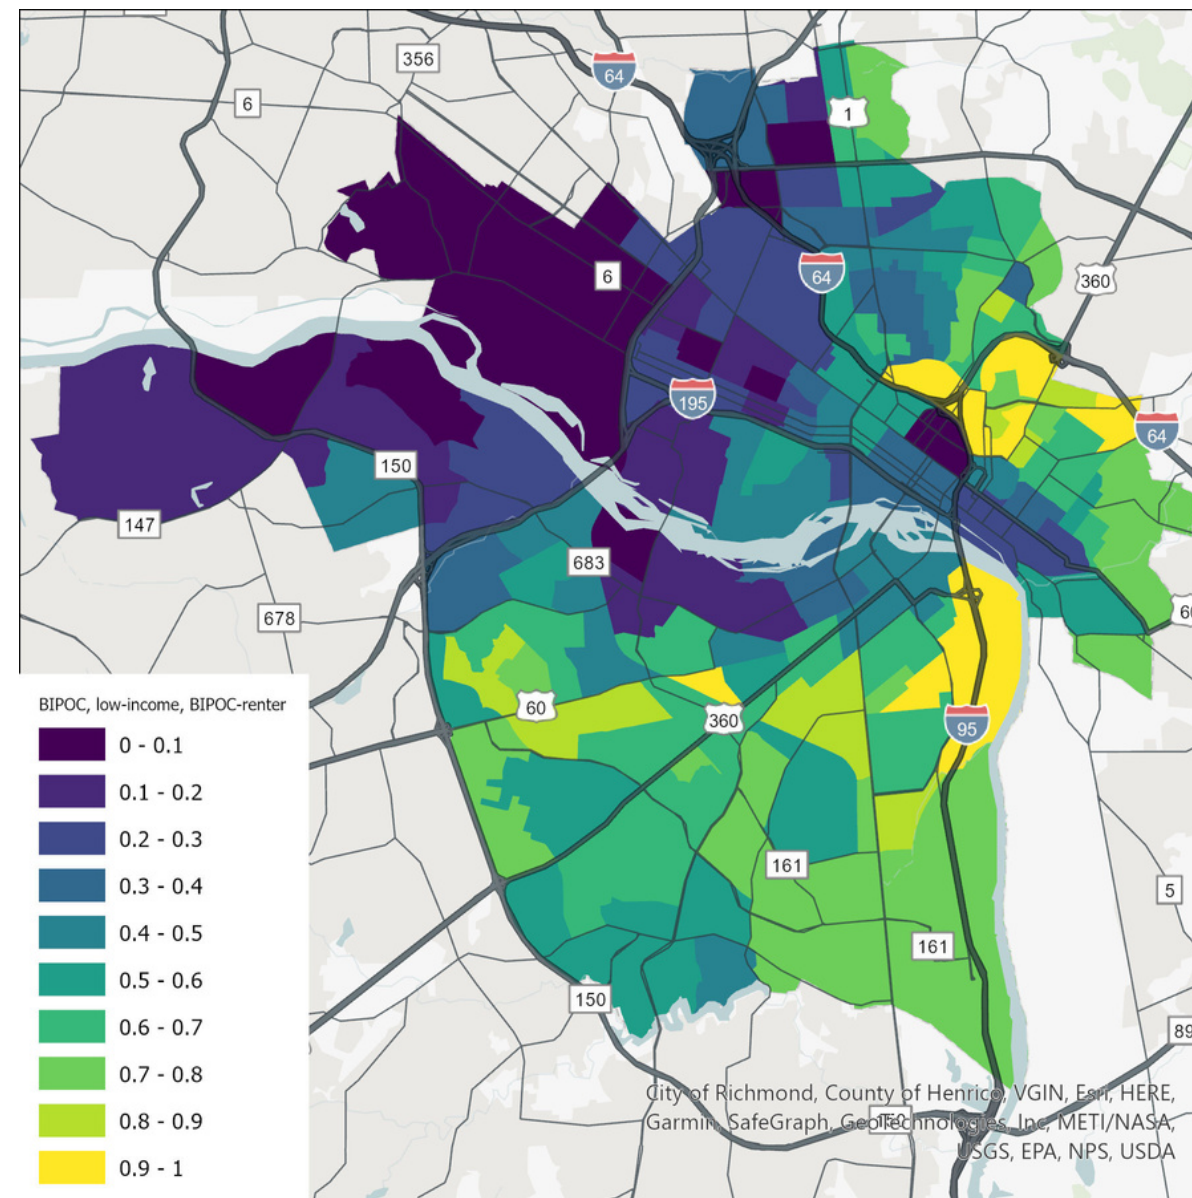 356
64
6
1
6
64
360
195
64
150
147
683
678
60
360
95
161
5
161
150
89
BIPOC, low-income, BIPOC-renter
0 - 0.1
0.1 - 0.2
0.2 - 0.3
0.3 - 0.4
0.4 - 0.5
0.5 - 0.6
0.6 - 0.7
0.7 - 0.8
0.8 - 0.9
0.9 - 1
City of Richmond, County of Henrico, VGIN, Esri, HERE,
Garmin, SafeGraph, GeoTechnologies, Inc, METI/NASA,
USGS, EPA, NPS, USDA